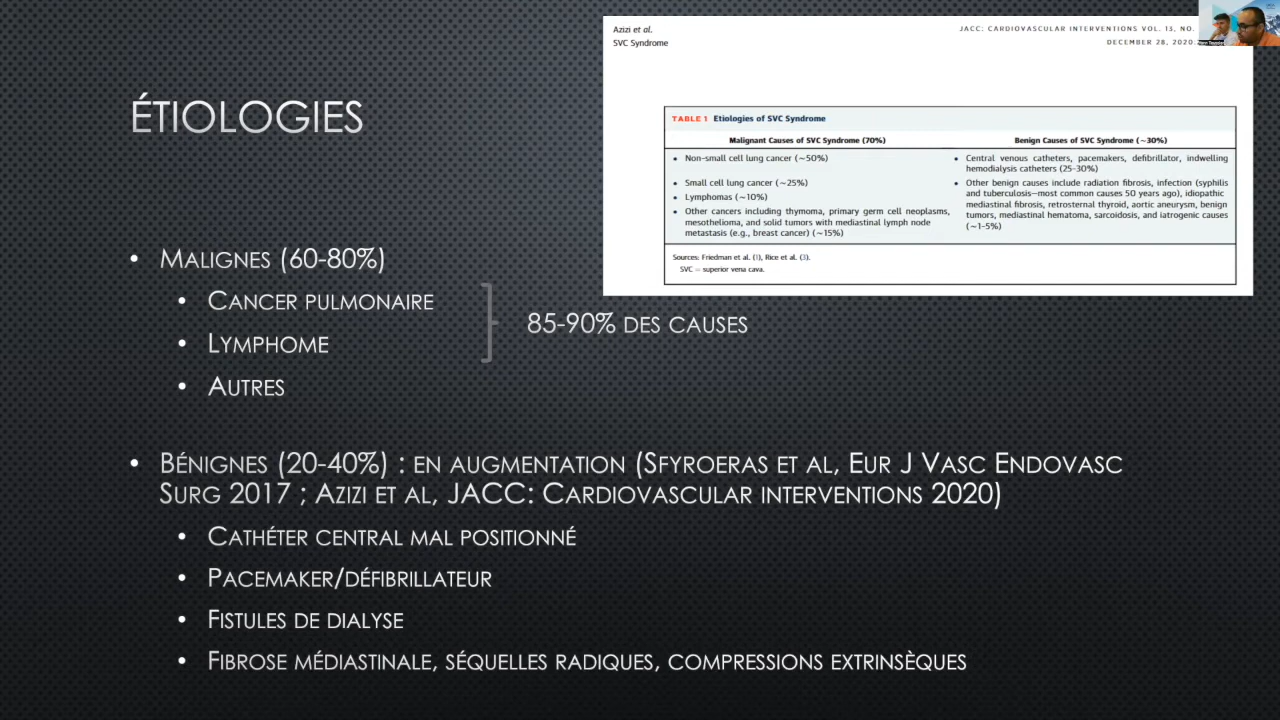 Azizi et al.
SVC Syndrome
JACC: CARDIOVASCULAR INTERVENTIONS VOL. 13, NO.
DECEMBER 28, 2020
ÉTIOLOGIES
TABLE 1 Etiologies of SVC Syndrome
Malignant Causes of SVC Syndrome (70%)
Benign Causes of SVC Syndrome (~30%)
• Non-small cell lung cancer (~50%)
• Small cell lung cancer (~25%)
• Lymphomas (~10%)
• Other cancers including thymoma, primary germ cell neoplasms,
mesothelioma, and solid tumors with mediastinal lymph node
metastasis (e.g., breast cancer) (~15%)
• Central venous catheters, pacemakers, defibrillator, indwelling
hemodialysis catheters (25-30%)
• Other benign causes include radiation fibrosis, infection (syphilis
and tuberculosis—most common causes 50 years ago), idiopathic
mediastinal fibrosis, retrosternal thyroid, aortic aneurysm, benign
tumors, mediastinal hematoma, sarcoidosis, and iatrogenic causes
(~1-5%)
Sources: Friedman et al. (1), Rice et al. (3).
SVC = superior vena cava.
• MALIGNES (60-80%)
• CANCER PULMONAIRE
• LYMPHOME
• AUTRES
85-90% DES CAUSES
• BÉNIGNES (20-40%) : EN AUGMENTATION (SFYROERAS ET AL, EUR J VASC ENDOVASC
SURG 2017 ; AZIZI ET AL, JACC: CARDIOVASCULAR INTERVENTIONS 2020)
• CATHÉTER CENTRAL MAL POSITIONNÉ
• PACEMAKER/DÉFIBRILLATEUR
• FISTULES DE DIALYSE
• FIBROSE MÉDIASTINALE, SÉQUELLES RADIQUES, COMPRESSIONS EXTRINSÈQUES